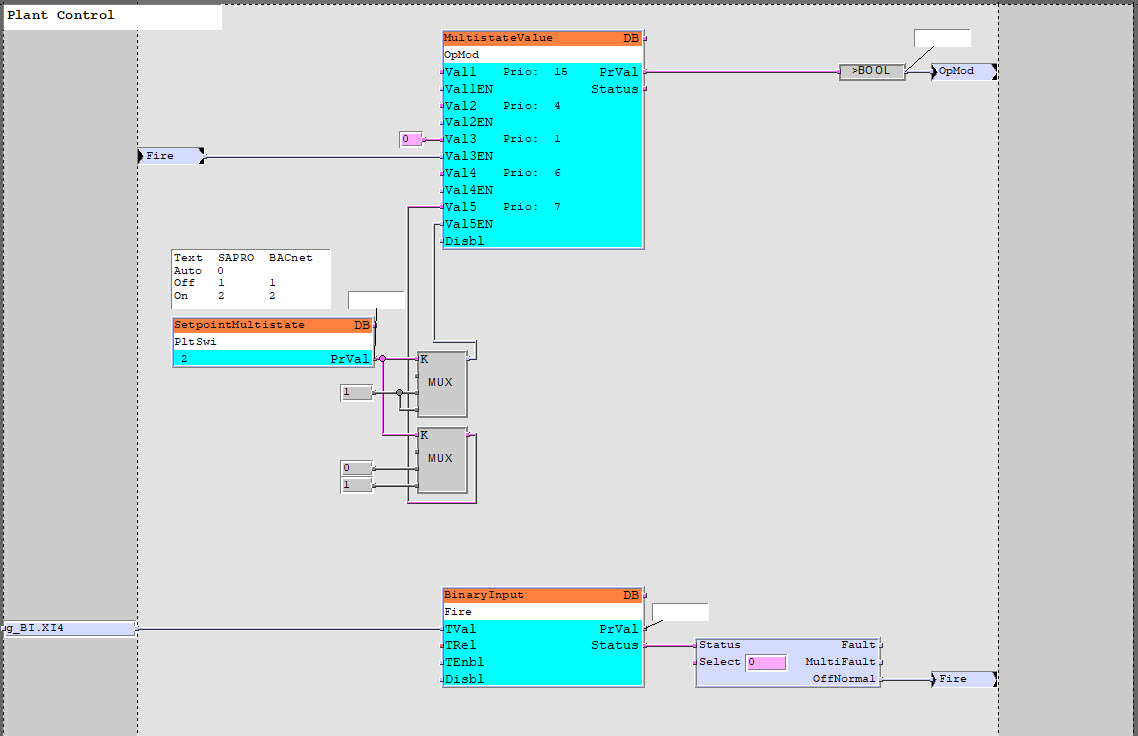 Plant Control
MultistateValue DB
OpMod
Val1 Prio: 15 PrVal
Val1EN Status
Val2 Prio: 4
Val2EN
0 Val3 Prio: 1
Val3EN
Val4 Prio: 6
Val4EN
Val5 Prio: 7
Val5EN
Disbl
>BOOL OpMod
Fire
Text SAPRO BACnet
Auto 0
Off 1 1
On 2 2
SetpointMultistate DB
PltSwi
2 PrVal
K
MUX
1
K
MUX
0
1
BinaryInput DB
Fire
g_BI.XI4
TVal PrVal
TRel Status
TEnbl
Disbl
Status Fault
Select 0 MultiFault
OffNormal Fire